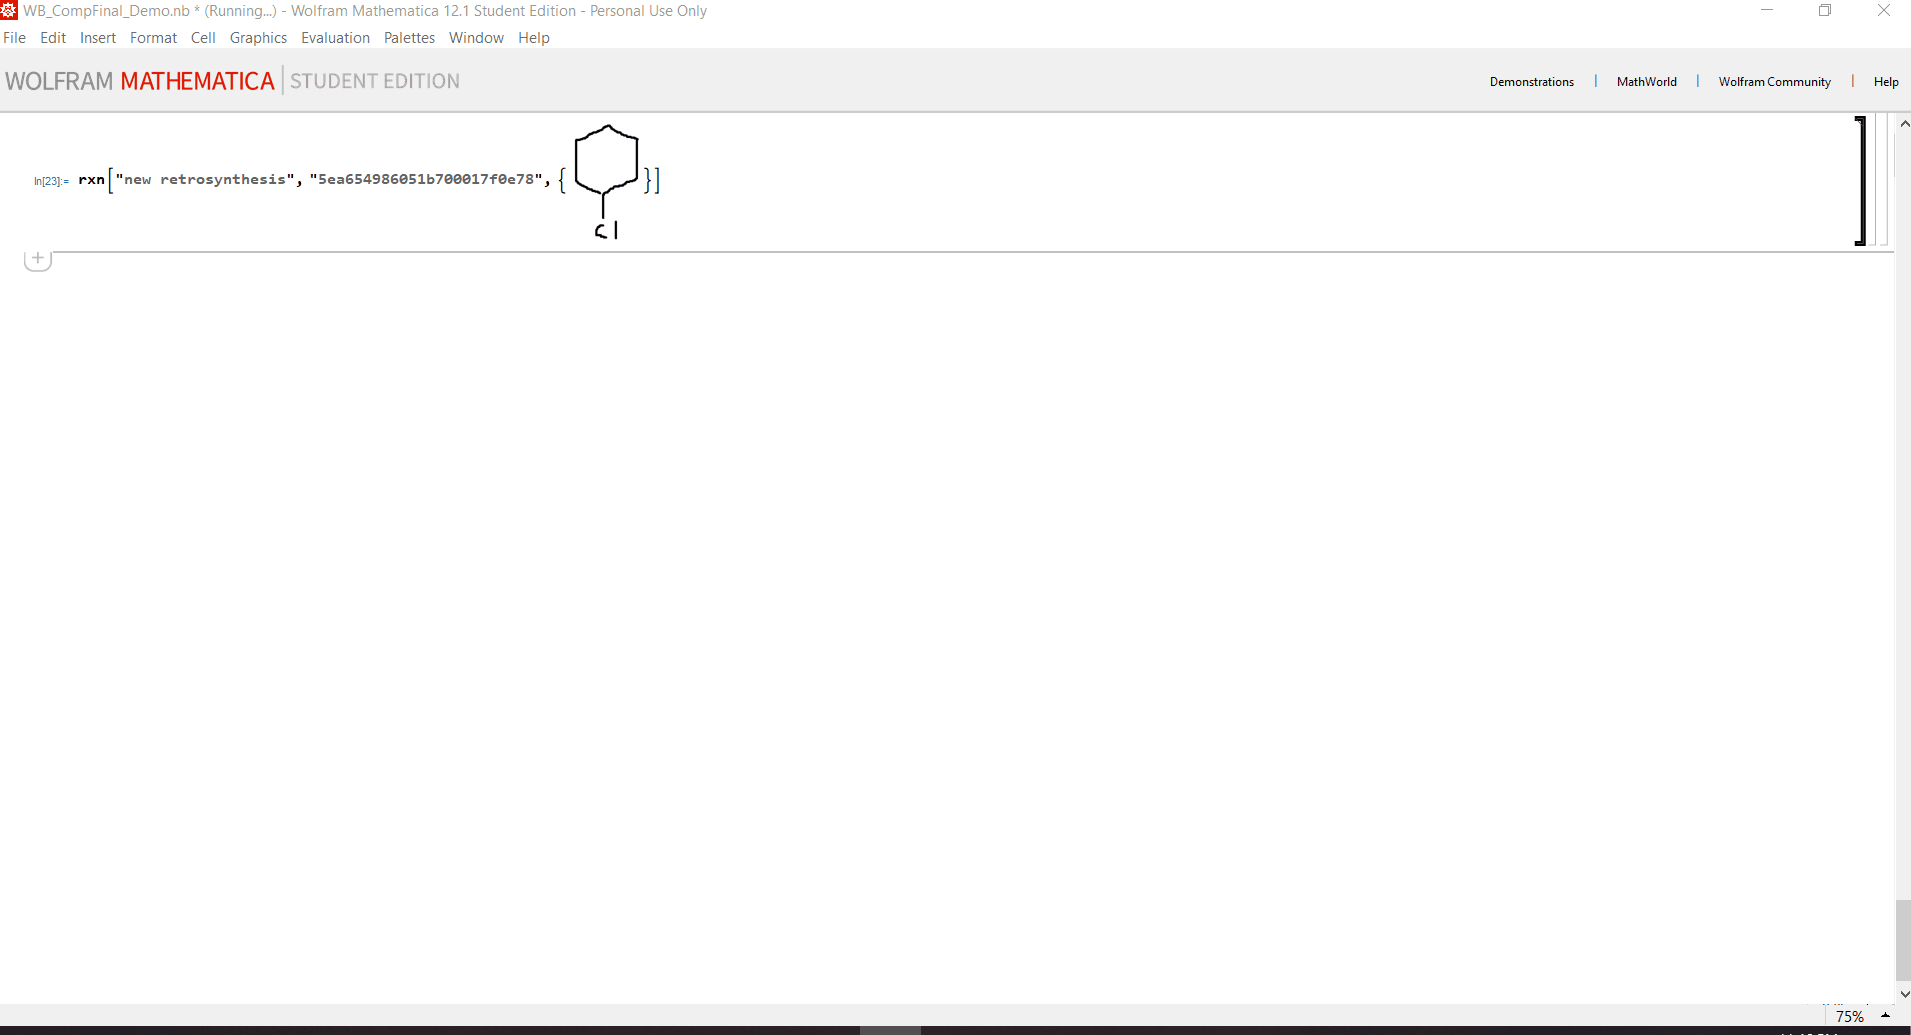 WB_CompFinal_Demo.nb * (Running...) - Wolfram Mathematica 12.1 Student Edition - Personal Use Only
File Edit Insert Format Cell Graphics Evaluation Palettes Window Help
WOLFRAM MATHEMATICA STUDENT EDITION Demonstrations MathWorld Wolfram Community Help
In[23]:= rxn["new retrosynthesis", "5ea654986051b700017f0e78", { }]
Cl
75%